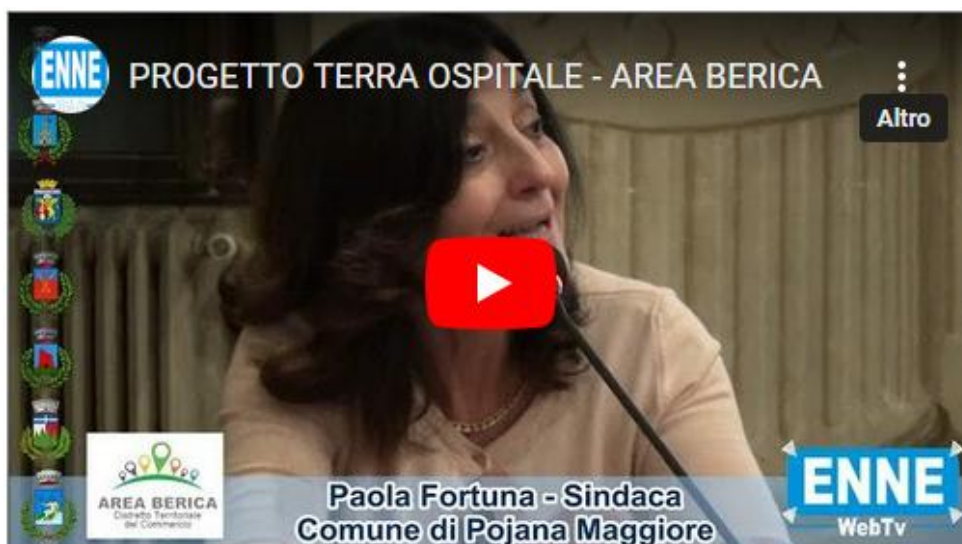 ENNE
PROGETTO TERRA OSPITALE - AREA BERICA
Altro
AREA BERICA
Distretto Territoriale
del Commercio
Paola Fortuna - Sindaca
Comune di Pojana Maggiore
ENNE
WebTv